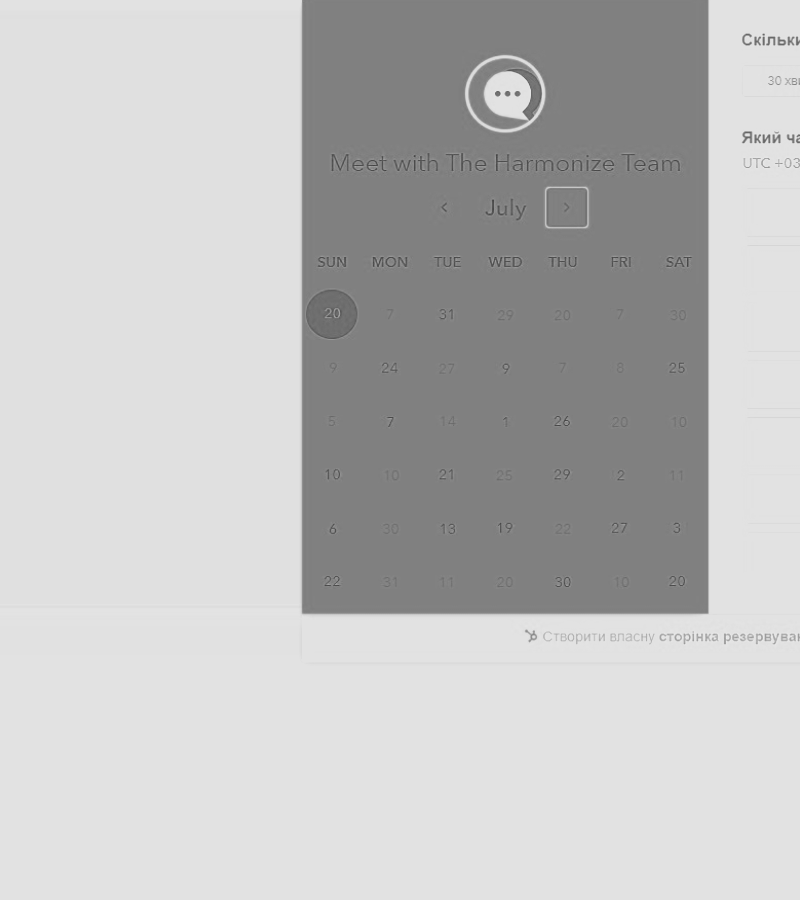 Meet with The Harmonize Team
July
SUN MON TUE WED THU FRI SAT
20 7 31 29 20 7 30
9 24 27 9 7 8 25
5 7 14 1 26 20 10
10 10 21 25 29 2 11
6 30 13 19 22 27 3
22 31 11 20 30 10 20
Скільки
30 хви
Який ча
UTC +03
Створити власну сторінка резервуван